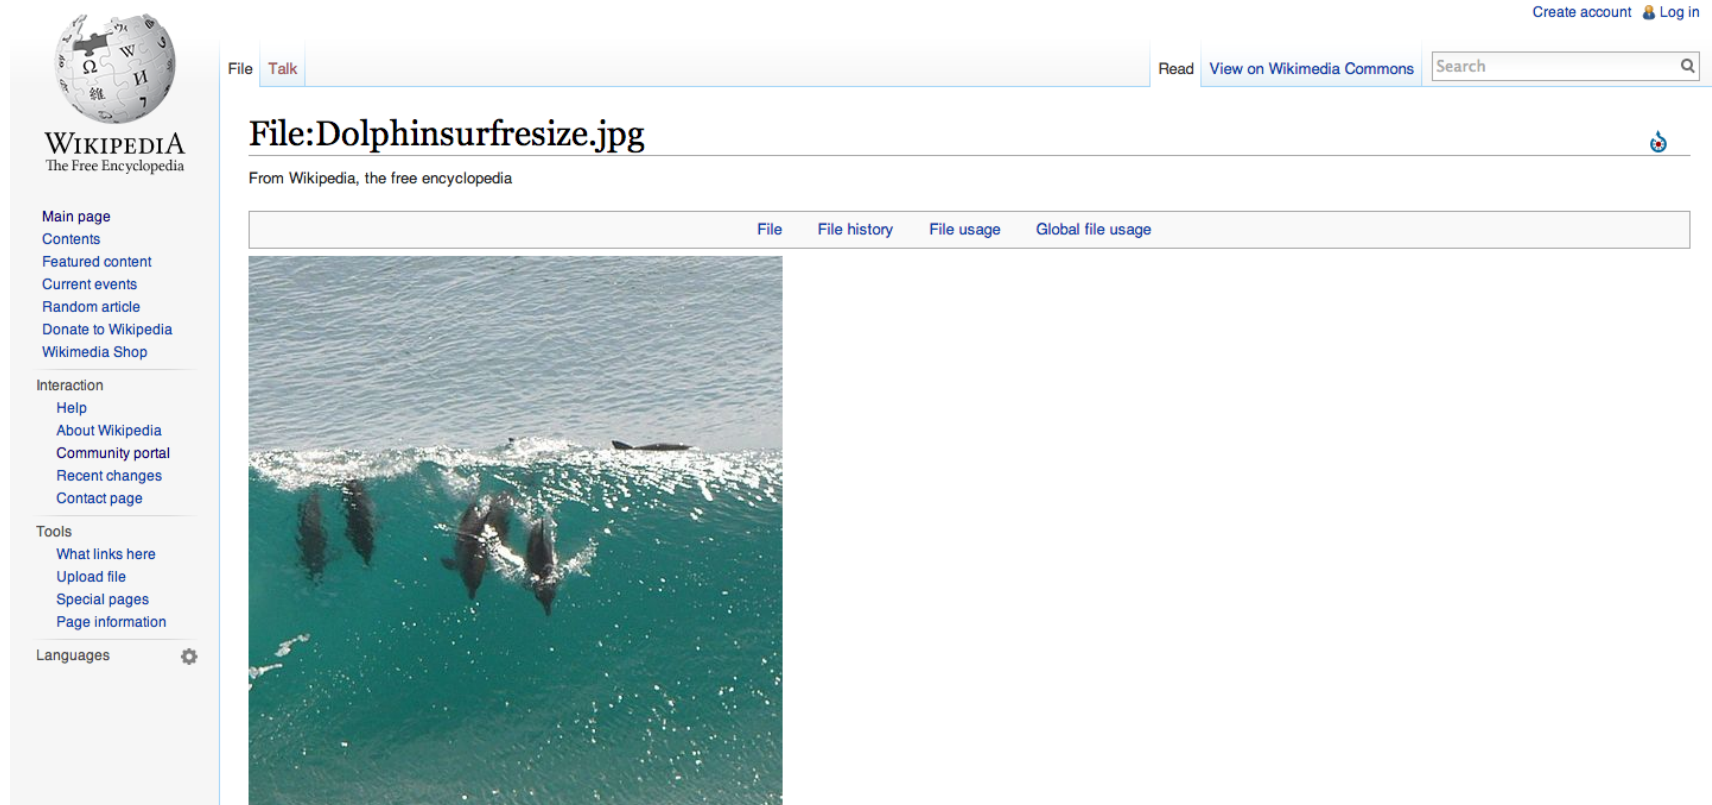 Create account Log in
File Talk Read View on Wikimedia Commons Search
Ω W И 維 7
WIKIPEDIA
The Free Encyclopedia
File:Dolphinsurfresize.jpg
From Wikipedia, the free encyclopedia
File File history File usage Global file usage
Main page
Contents
Featured content
Current events
Random article
Donate to Wikipedia
Wikimedia Shop
Interaction
Help
About Wikipedia
Community portal
Recent changes
Contact page
Tools
What links here
Upload file
Special pages
Page information
Languages